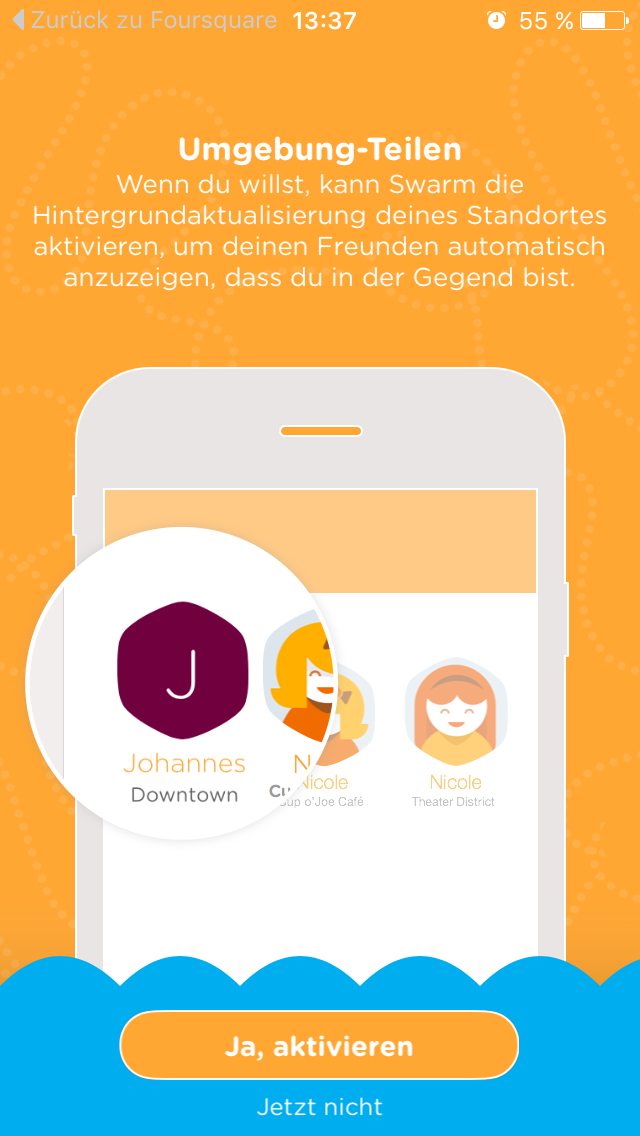 Zurück zu Foursquare 13:37 55 %
Umgebung-Teilen
Wenn du willst, kann Swarm die
Hintergrundaktualisierung deines Standortes
aktivieren, um deinen Freunden automatisch
anzuzeigen, dass du in der Gegend bist.
J
Johannes
Downtown
N
Cu
Nicole
Cup o'Joe Café
Nicole
Theater District
Ja, aktivieren
Jetzt nicht